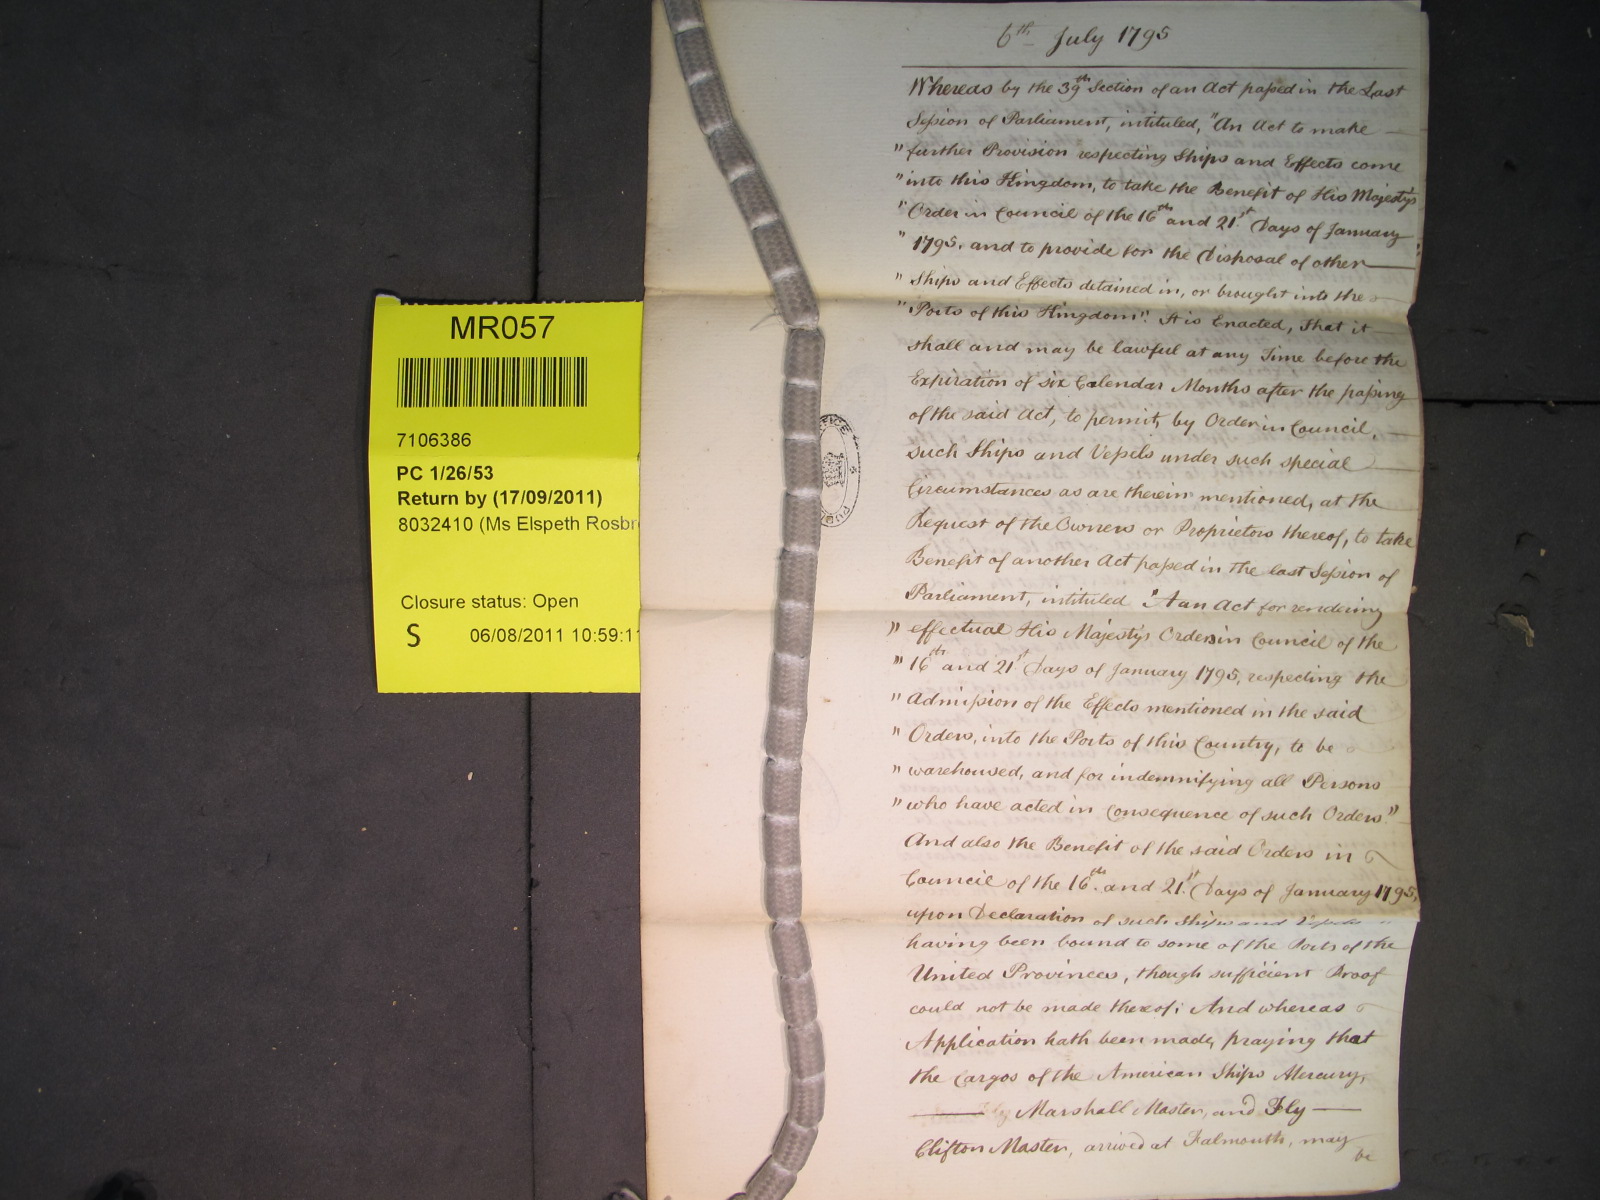 MR057
7106386
PC 1/26/53
Return by (17/09/2011)
8032410 (Ms Elspeth Rosbr
Closure status: Open
S 06/08/2011 10:59:11
6th July 1795
Whereas by the 39th Section of an Act passed in the Last
Session of Parliament, intituled, "An Act to make
" further Provision respecting Ships and Effects come
" into this Kingdom, to take the Benefit of His Majesty's
" Order in Council of the 16th and 21st Days of January
" 1795. and to provide for the Disposal of other
" Ships and Effects detained in, or brought into the
" Ports of this Kingdom": It is Enacted, that it
shall and may be lawful at any Time before the
Expiration of six Calendar Months after the passing
of the said Act, to permit, by Order in Council,
such Ships and Vessels under such special
Circumstances as are therein mentioned, at the
Request of the Owners or Proprietors thereof, to take
Benefit of another Act passed in the last Session of
Parliament, intituled "Aan Act for rendering
" effectual His Majesty's Orders in Council of the
" 16th and 21st Days of January 1795, respecting the
" Admission of the Effects mentioned in the said
" Orders, into the Ports of this Country, to be
" warehoused, and for indemnifying all Persons
" who have acted in Consequence of such Orders"
And also the Benefit of the said Orders in
Council of the 16th. and 21st Days of January 1795,
upon Declaration of such Ships and Vessels
having been bound to some of the Ports of the
United Provinces, though sufficient Proof
could not be made thereof; And whereas
Application hath been made, praying that
the Cargos of the American Ships Mercury,
Marshall Master, and Fly
Clifton Master, arrived at Falmouth, may
be